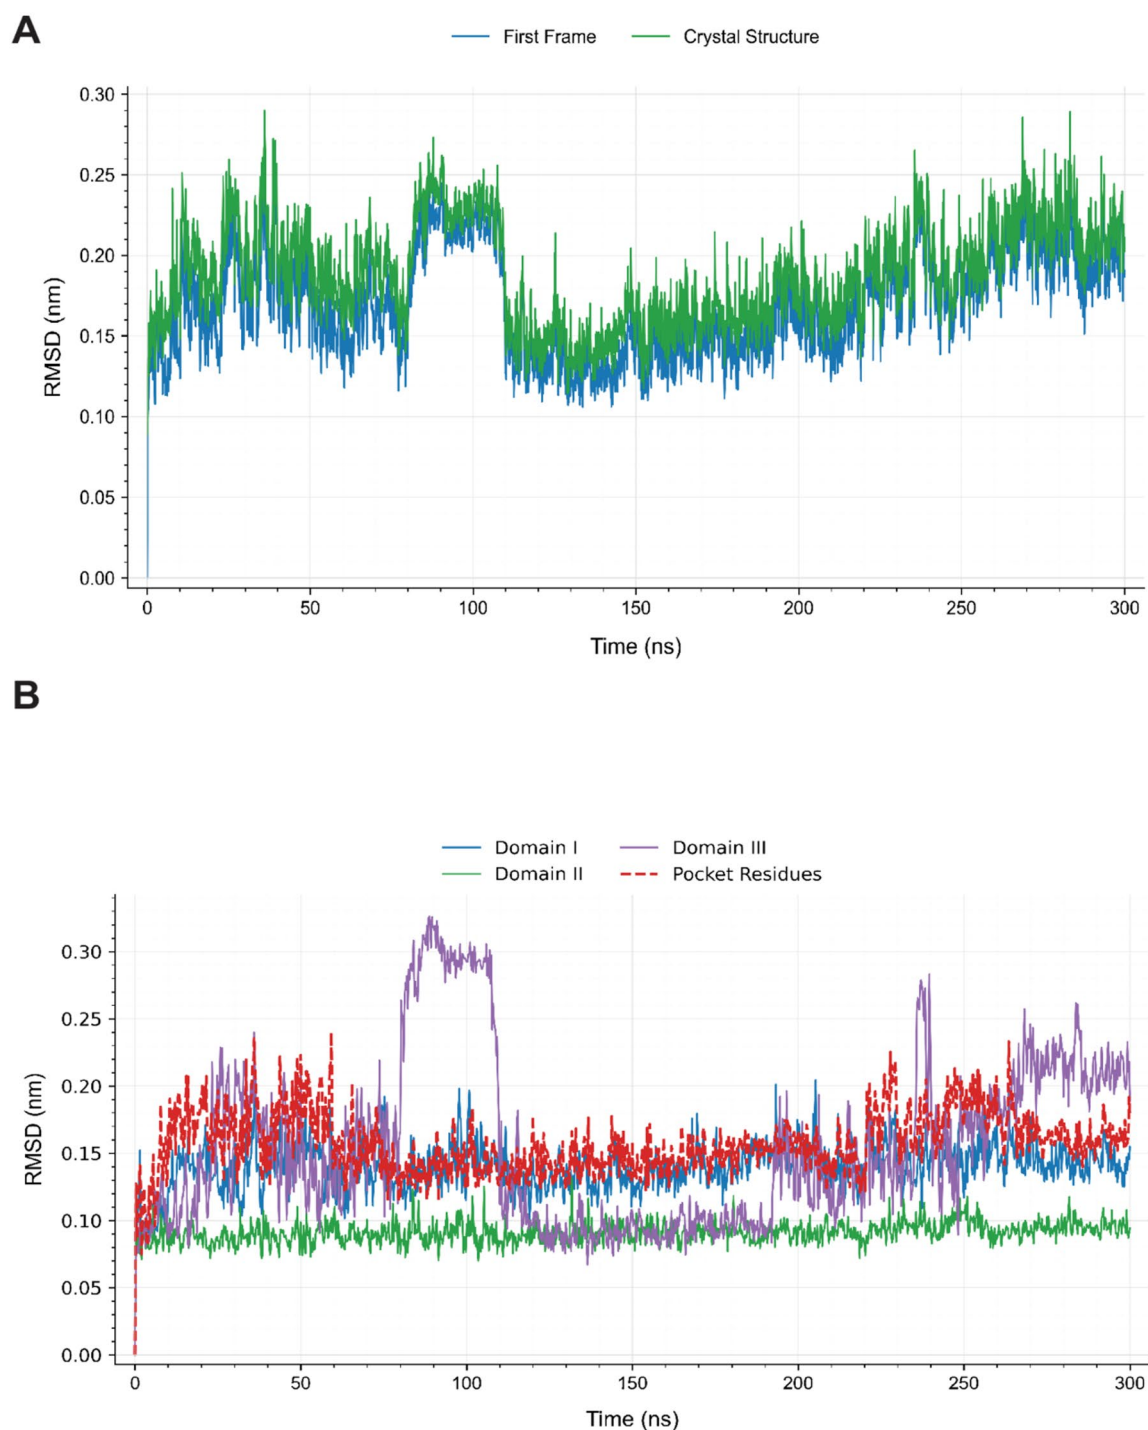 A
First Frame Crystal Structure
0.30
0.25
0.20
0.15
0.10
0.05
0.00
RMSD (nm)
0 50 100 150 200 250 300
Time (ns)
B
Domain I Domain III
Domain II Pocket Residues
0.30
0.25
0.20
0.15
0.10
0.05
0.00
RMSD (nm)
0 50 100 150 200 250 300
Time (ns)